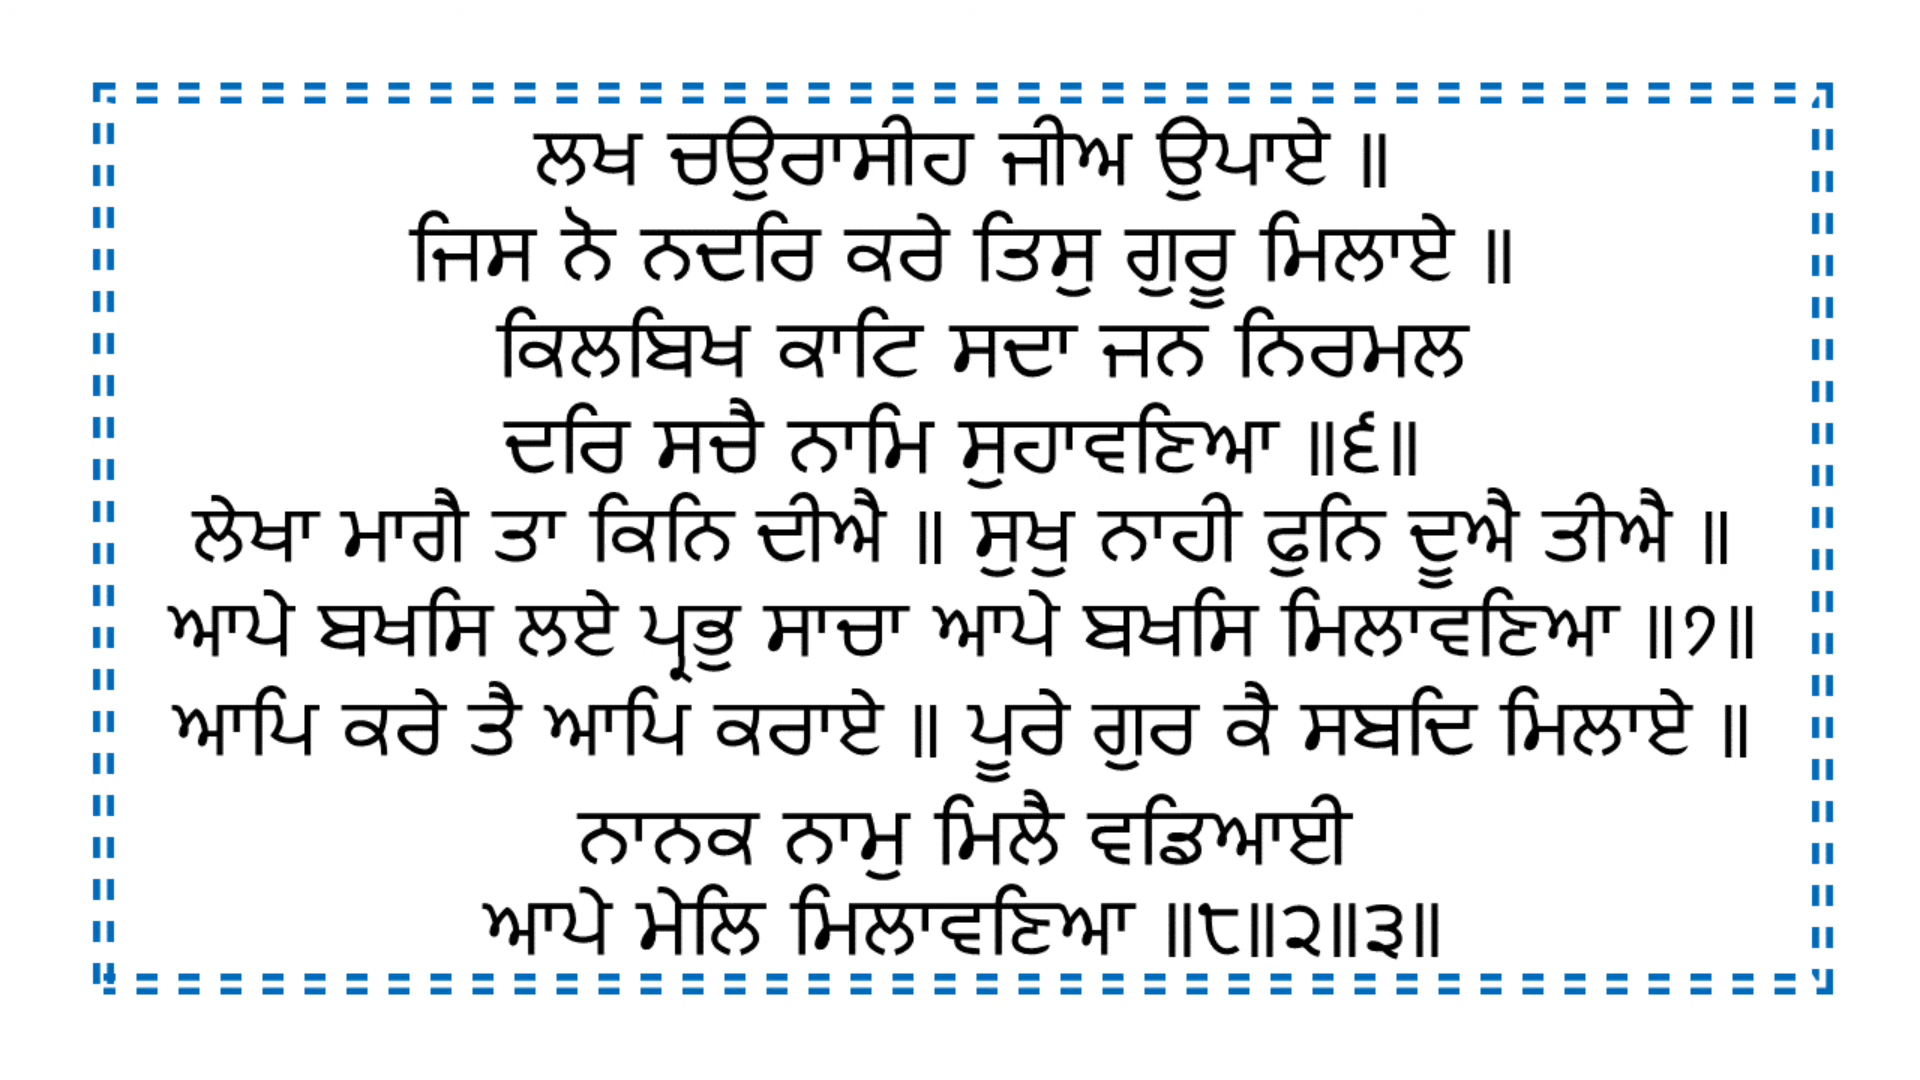 ਲਖ ਚਉਰਾਸੀਹ ਜੀਅ ਉਪਾਏ ॥
ਜਿਸ ਨੋ ਨਦਰਿ ਕਰੇ ਤਿਸੁ ਗੁਰੂ ਮਿਲਾਏ ॥
ਕਿਲਬਿਖ ਕਾਟਿ ਸਦਾ ਜਨ ਨਿਰਮਲ
ਦਰਿ ਸਚੈ ਨਾਮਿ ਸੁਹਾਵਣਿਆ ॥੬॥
ਲੇਖਾ ਮਾਗੈ ਤਾ ਕਿਨਿ ਦੀਐ ॥ ਸੁਖੁ ਨਾਹੀ ਫੁਨਿ ਦੂਐ ਤੀਐ ॥
ਆਪੇ ਬਖਸਿ ਲਏ ਪ੍ਰਭੁ ਸਾਚਾ ਆਪੇ ਬਖਸਿ ਮਿਲਾਵਣਿਆ ॥੭॥
ਆਪਿ ਕਰੇ ਤੈ ਆਪਿ ਕਰਾਏ ॥ ਪੂਰੇ ਗੁਰ ਕੈ ਸਬਦਿ ਮਿਲਾਏ ॥
ਨਾਨਕ ਨਾਮੁ ਮਿਲੈ ਵਡਿਆਈ
ਆਪੇ ਮੇਲਿ ਮਿਲਾਵਣਿਆ ॥੮॥੨॥੩॥